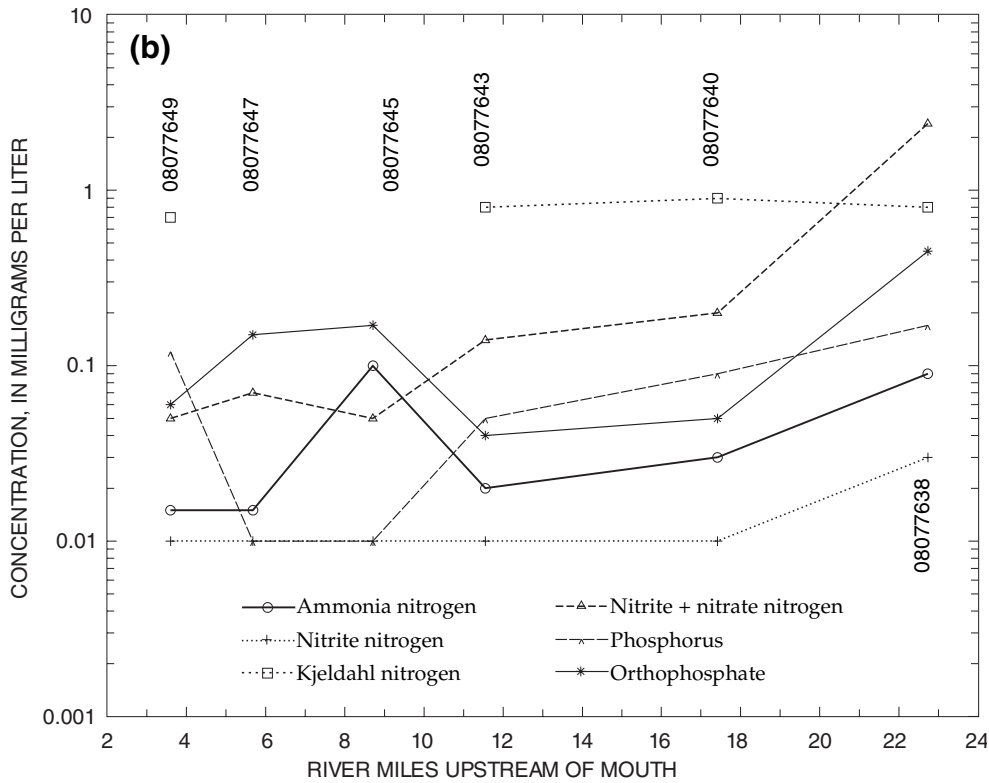 (b)
10
1
0.1
0.01
0.001
CONCENTRATION, IN MILLIGRAMS PER LITER
08077649
08077647
08077645
08077643
08077640
08077638
Ammonia nitrogen
Nitrite nitrogen
Kjeldahl nitrogen
Nitrite + nitrate nitrogen
Phosphorus
Orthophosphate
2 4 6 8 10 12 14 16 18 20 22 24
RIVER MILES UPSTREAM OF MOUTH